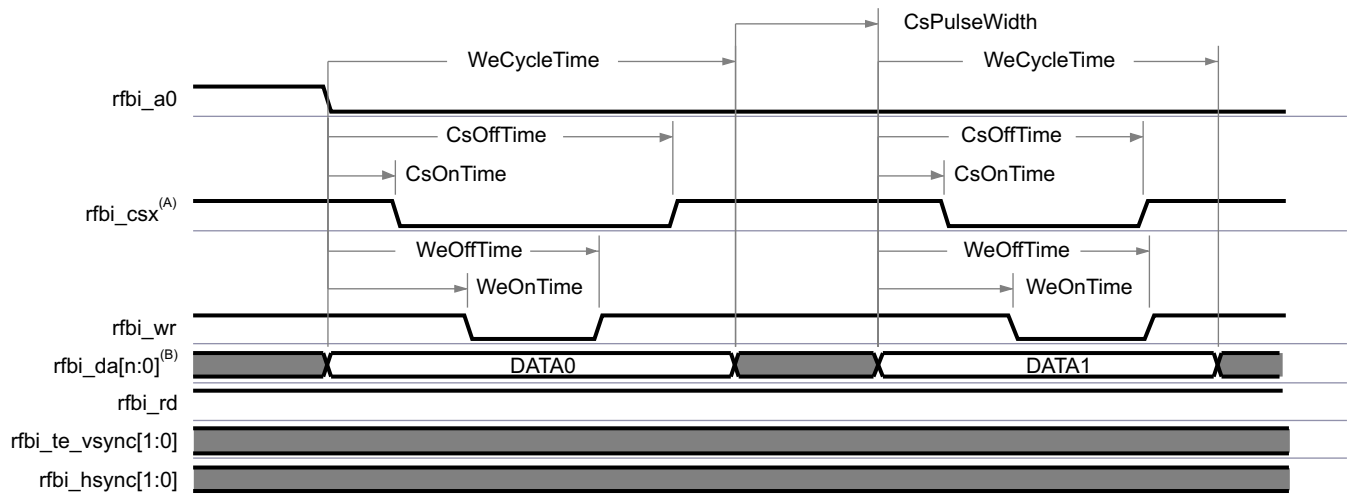 CsPulseWidth
WeCycleTime WeCycleTime
rfbi_a0
CsOffTime CsOffTime
CsOnTime CsOnTime
rfbi_csx(A)
WeOffTime WeOffTime
WeOnTime WeOnTime
rfbi_wr
rfbi_da[n:0](B) DATA0 DATA1
rfbi_rd
rfbi_te_vsync[1:0]
rfbi_hsync[1:0]